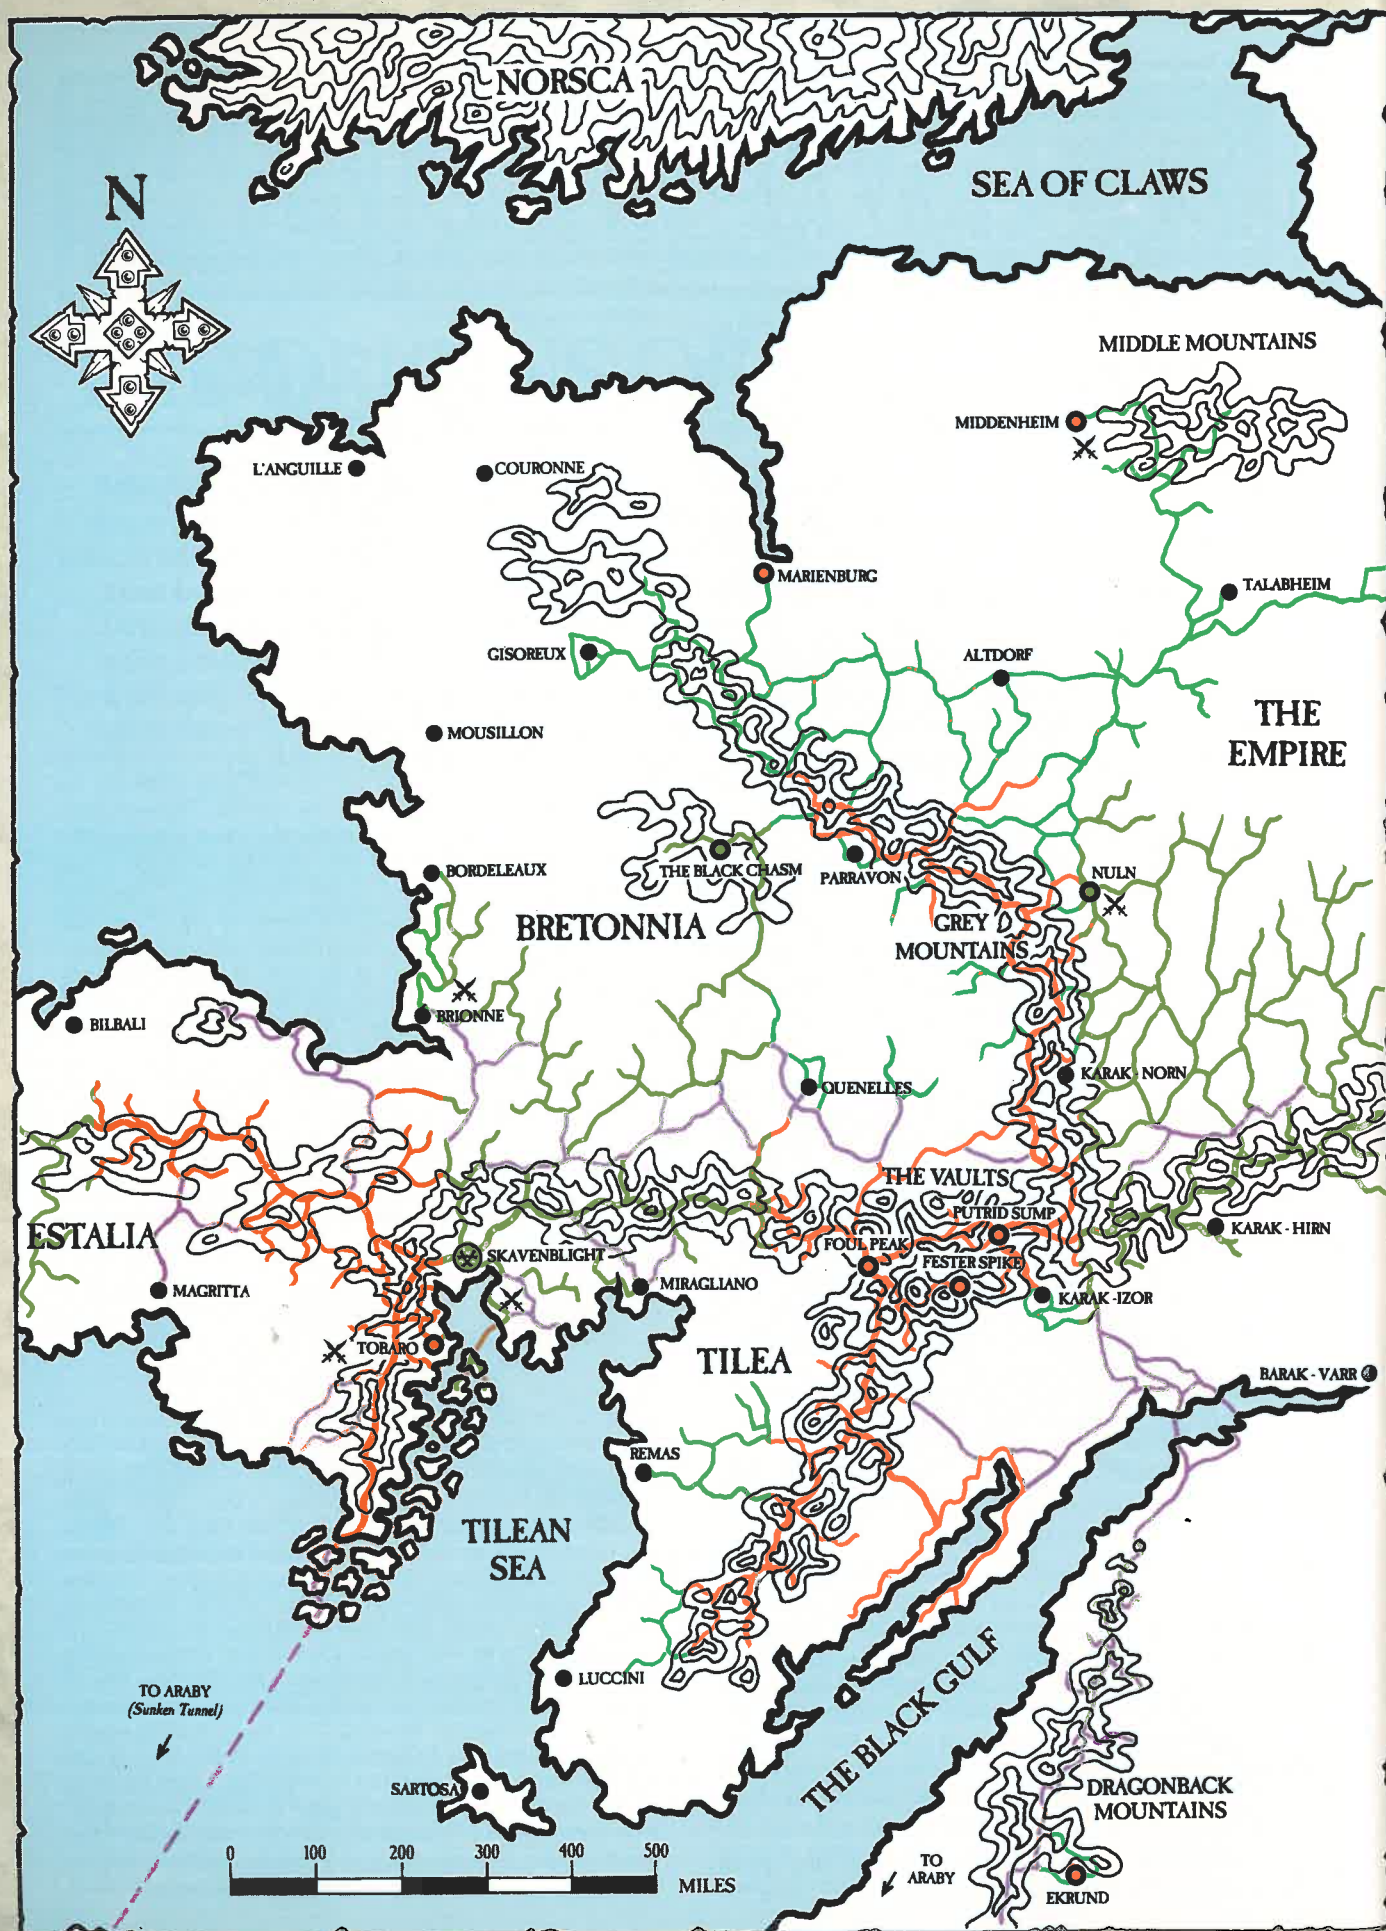 NORSCA
SEA OF CLAWS
N
MIDDLE MOUNTAINS
MIDDENHEIM
L'ANGUILLE
COURONNE
MARIENBURG
TALABHEIM
GISOREUX
ALTDORF
THE
EMPIRE
MOUSILLON
BORDELEAUX
THE BLACK CHASM
PARRAVON
NULN
BRETONNIA
GREY
MOUNTAINS
BILBALI
BRIONNE
QUENELLES
KARAK - NORN
THE VAULTS
PUTRID SUMP
ESTALIA
SKAVENBLIGHT
FOUL PEAK
FESTER SPIKE
KARAK - HIRN
MAGRITTA
MIRAGLIANO
KARAK - IZOR
TOBARO
TILEA
BARAK - VARR
REMAS
TILEAN
SEA
LUCCINI
TO ARABY
(Sunken Tunnel)
THE BLACK GULF
SARTOSA
DRAGONBACK
MOUNTAINS
0 100 200 300 400 500
MILES
TO
ARABY
EKRUND